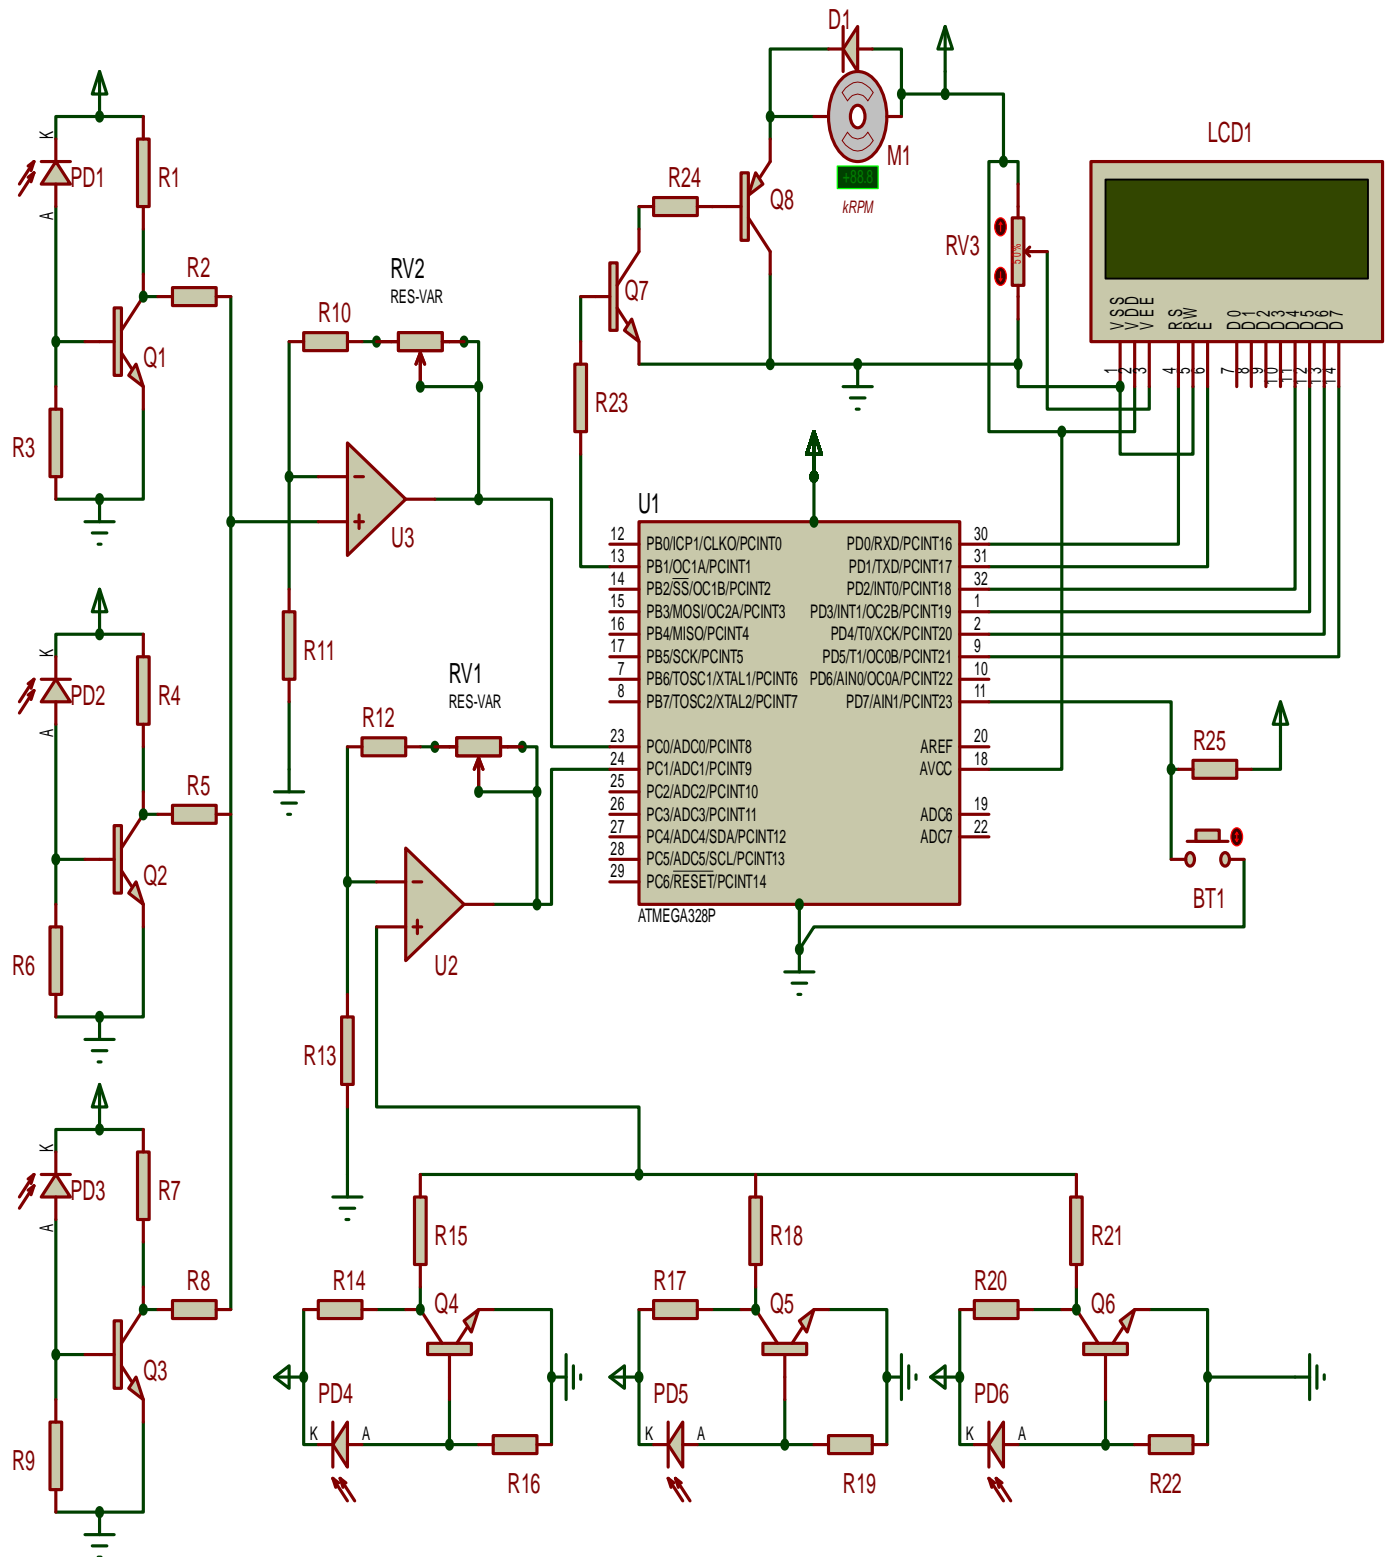 D1
M1
+88.8
kRPM
LCD1
VSS
VDD
VEE
RS
RW
E
D0
D1
D2
D3
D4
D5
D6
D7
1
2
3
4
5
6
7
8
9
10
11
12
13
14
K
PD1
A
R1
R2
R3
Q1
R24
Q8
Q7
R23
RV3
50%
RV2
RES-VAR
R10
U3
R11
K
PD2
A
R4
R5
R6
Q2
RV1
RES-VAR
R12
U2
R13
U1
12 PB0/ICP1/CLKO/PCINT0
13 PB1/OC1A/PCINT1
14 PB2/SS/OC1B/PCINT2
15 PB3/MOSI/OC2A/PCINT3
16 PB4/MISO/PCINT4
17 PB5/SCK/PCINT5
7 PB6/TOSC1/XTAL1/PCINT6
8 PB7/TOSC2/XTAL2/PCINT7
23 PC0/ADC0/PCINT8
24 PC1/ADC1/PCINT9
25 PC2/ADC2/PCINT10
26 PC3/ADC3/PCINT11
27 PC4/ADC4/SDA/PCINT12
28 PC5/ADC5/SCL/PCINT13
29 PC6/RESET/PCINT14
PD0/RXD/PCINT16 30
PD1/TXD/PCINT17 31
PD2/INT0/PCINT18 32
PD3/INT1/OC2B/PCINT19 1
PD4/T0/XCK/PCINT20 2
PD5/T1/OC0B/PCINT21 9
PD6/AIN0/OC0A/PCINT22 10
PD7/AIN1/PCINT23 11
AREF 20
AVCC 18
ADC6 19
ADC7 22
ATMEGA328P
R25
BT1
K
PD3
A
R7
R8
R9
Q3
R15
R14
Q4
PD4
K
A
R16
R18
R17
Q5
PD5
K
A
R19
R21
R20
Q6
PD6
K
A
R22